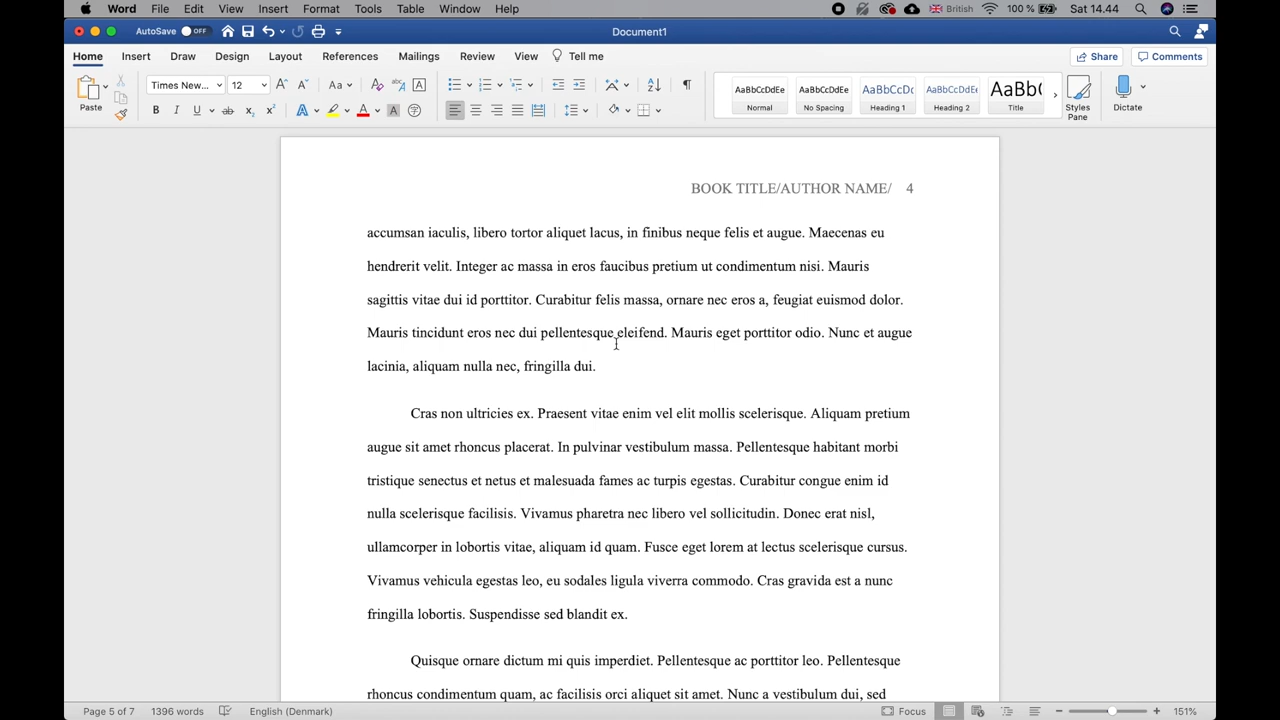 Word File Edit View Insert Format Tools Table Window Help British 100 % Sat 14.44
AutoSave OFF Document1
Home Insert Draw Design Layout References Mailings Review View Tell me Share Comments
Paste Times New... 12 Aa A AaBbCcDdEe AaBbCcDdEe AaBbCcDc AaBbCcDdEe AaBb( Styles Pane Dictate
Normal No Spacing Heading 1 Heading 2 Title
B I U ab x₂ x² A A A
BOOK TITLE/AUTHOR NAME/ 4
accumsan iaculis, libero tortor aliquet lacus, in finibus neque felis et augue. Maecenas eu
hendrerit velit. Integer ac massa in eros faucibus pretium ut condimentum nisi. Mauris
sagittis vitae dui id porttitor. Curabitur felis massa, ornare nec eros a, feugiat euismod dolor.
Mauris tincidunt eros nec dui pellentesque eleifend. Mauris eget porttitor odio. Nunc et augue
lacinia, aliquam nulla nec, fringilla dui.
Cras non ultricies ex. Praesent vitae enim vel elit mollis scelerisque. Aliquam pretium
augue sit amet rhoncus placerat. In pulvinar vestibulum massa. Pellentesque habitant morbi
tristique senectus et netus et malesuada fames ac turpis egestas. Curabitur congue enim id
nulla scelerisque facilisis. Vivamus pharetra nec libero vel sollicitudin. Donec erat nisl,
ullamcorper in lobortis vitae, aliquam id quam. Fusce eget lorem at lectus scelerisque cursus.
Vivamus vehicula egestas leo, eu sodales ligula viverra commodo. Cras gravida est a nunc
fringilla lobortis. Suspendisse sed blandit ex.
Quisque ornare dictum mi quis imperdiet. Pellentesque ac porttitor leo. Pellentesque
rhoncus condimentum quam, ac facilisis orci aliquet sit amet. Nunc a vestibulum dui, sed
Page 5 of 7 1396 words English (Denmark) Focus 151%